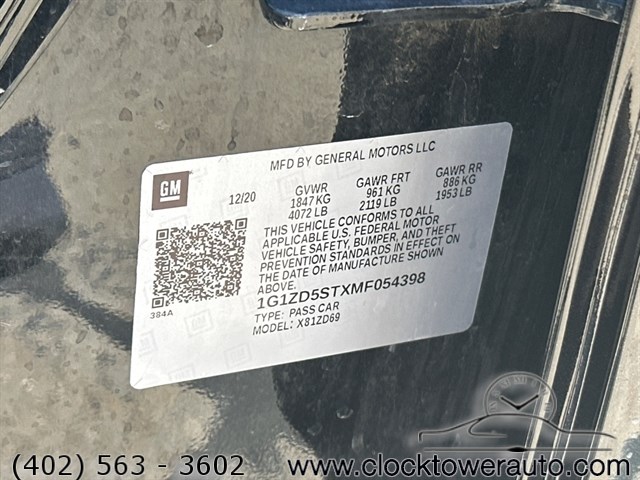 MFD BY GENERAL MOTORS LLC
GM
12/20
GVWR GAWR FRT GAWR RR
1847 KG 961 KG 886 KG
4072 LB 2119 LB 1953 LB
THIS VEHICLE CONFORMS TO ALL
APPLICABLE U.S. FEDERAL MOTOR
VEHICLE SAFETY, BUMPER, AND THEFT
PREVENTION STANDARDS IN EFFECT ON
THE DATE OF MANUFACTURE SHOWN
ABOVE.
1G1ZD5STXMF054398
384A
TYPE: PASS CAR
MODEL: X81ZD69
(402) 563 - 3602 www.clocktowerauto.com